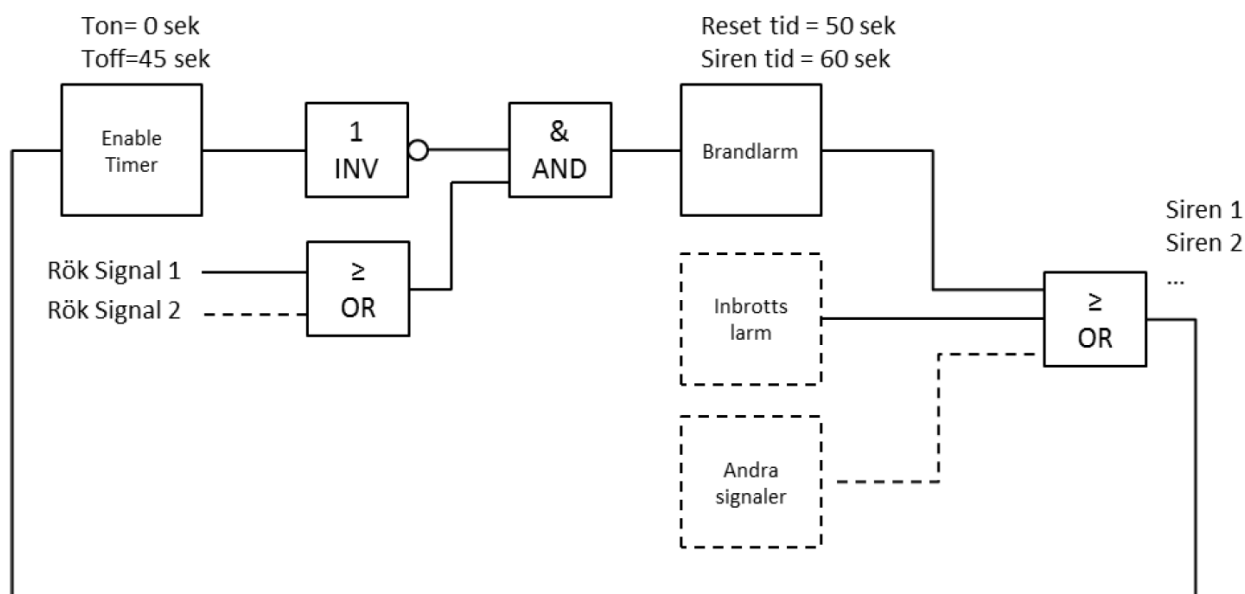 Ton= 0 sek
Toff=45 sek
Reset tid = 50 sek
Siren tid = 60 sek
Enable
Timer
1
INV
&
AND
Brandlarm
Siren 1
Siren 2
...
Rök Signal 1
Rök Signal 2
≥
OR
Inbrotts
larm
≥
OR
Andra
signaler